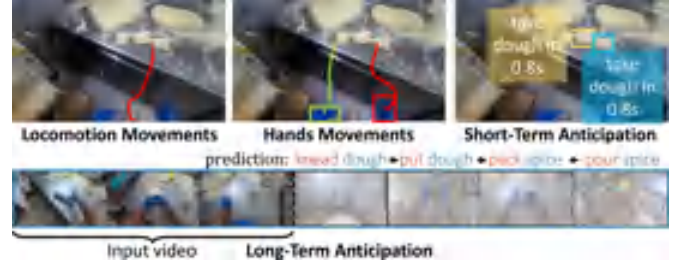 take
dough in
0.8s
take
dough in
0.8s
Locomotion Movements
Hands Movements
Short-Term Anticipation
prediction: knead dough put dough pack spice pour spice
Input video
Long-Term Anticipation